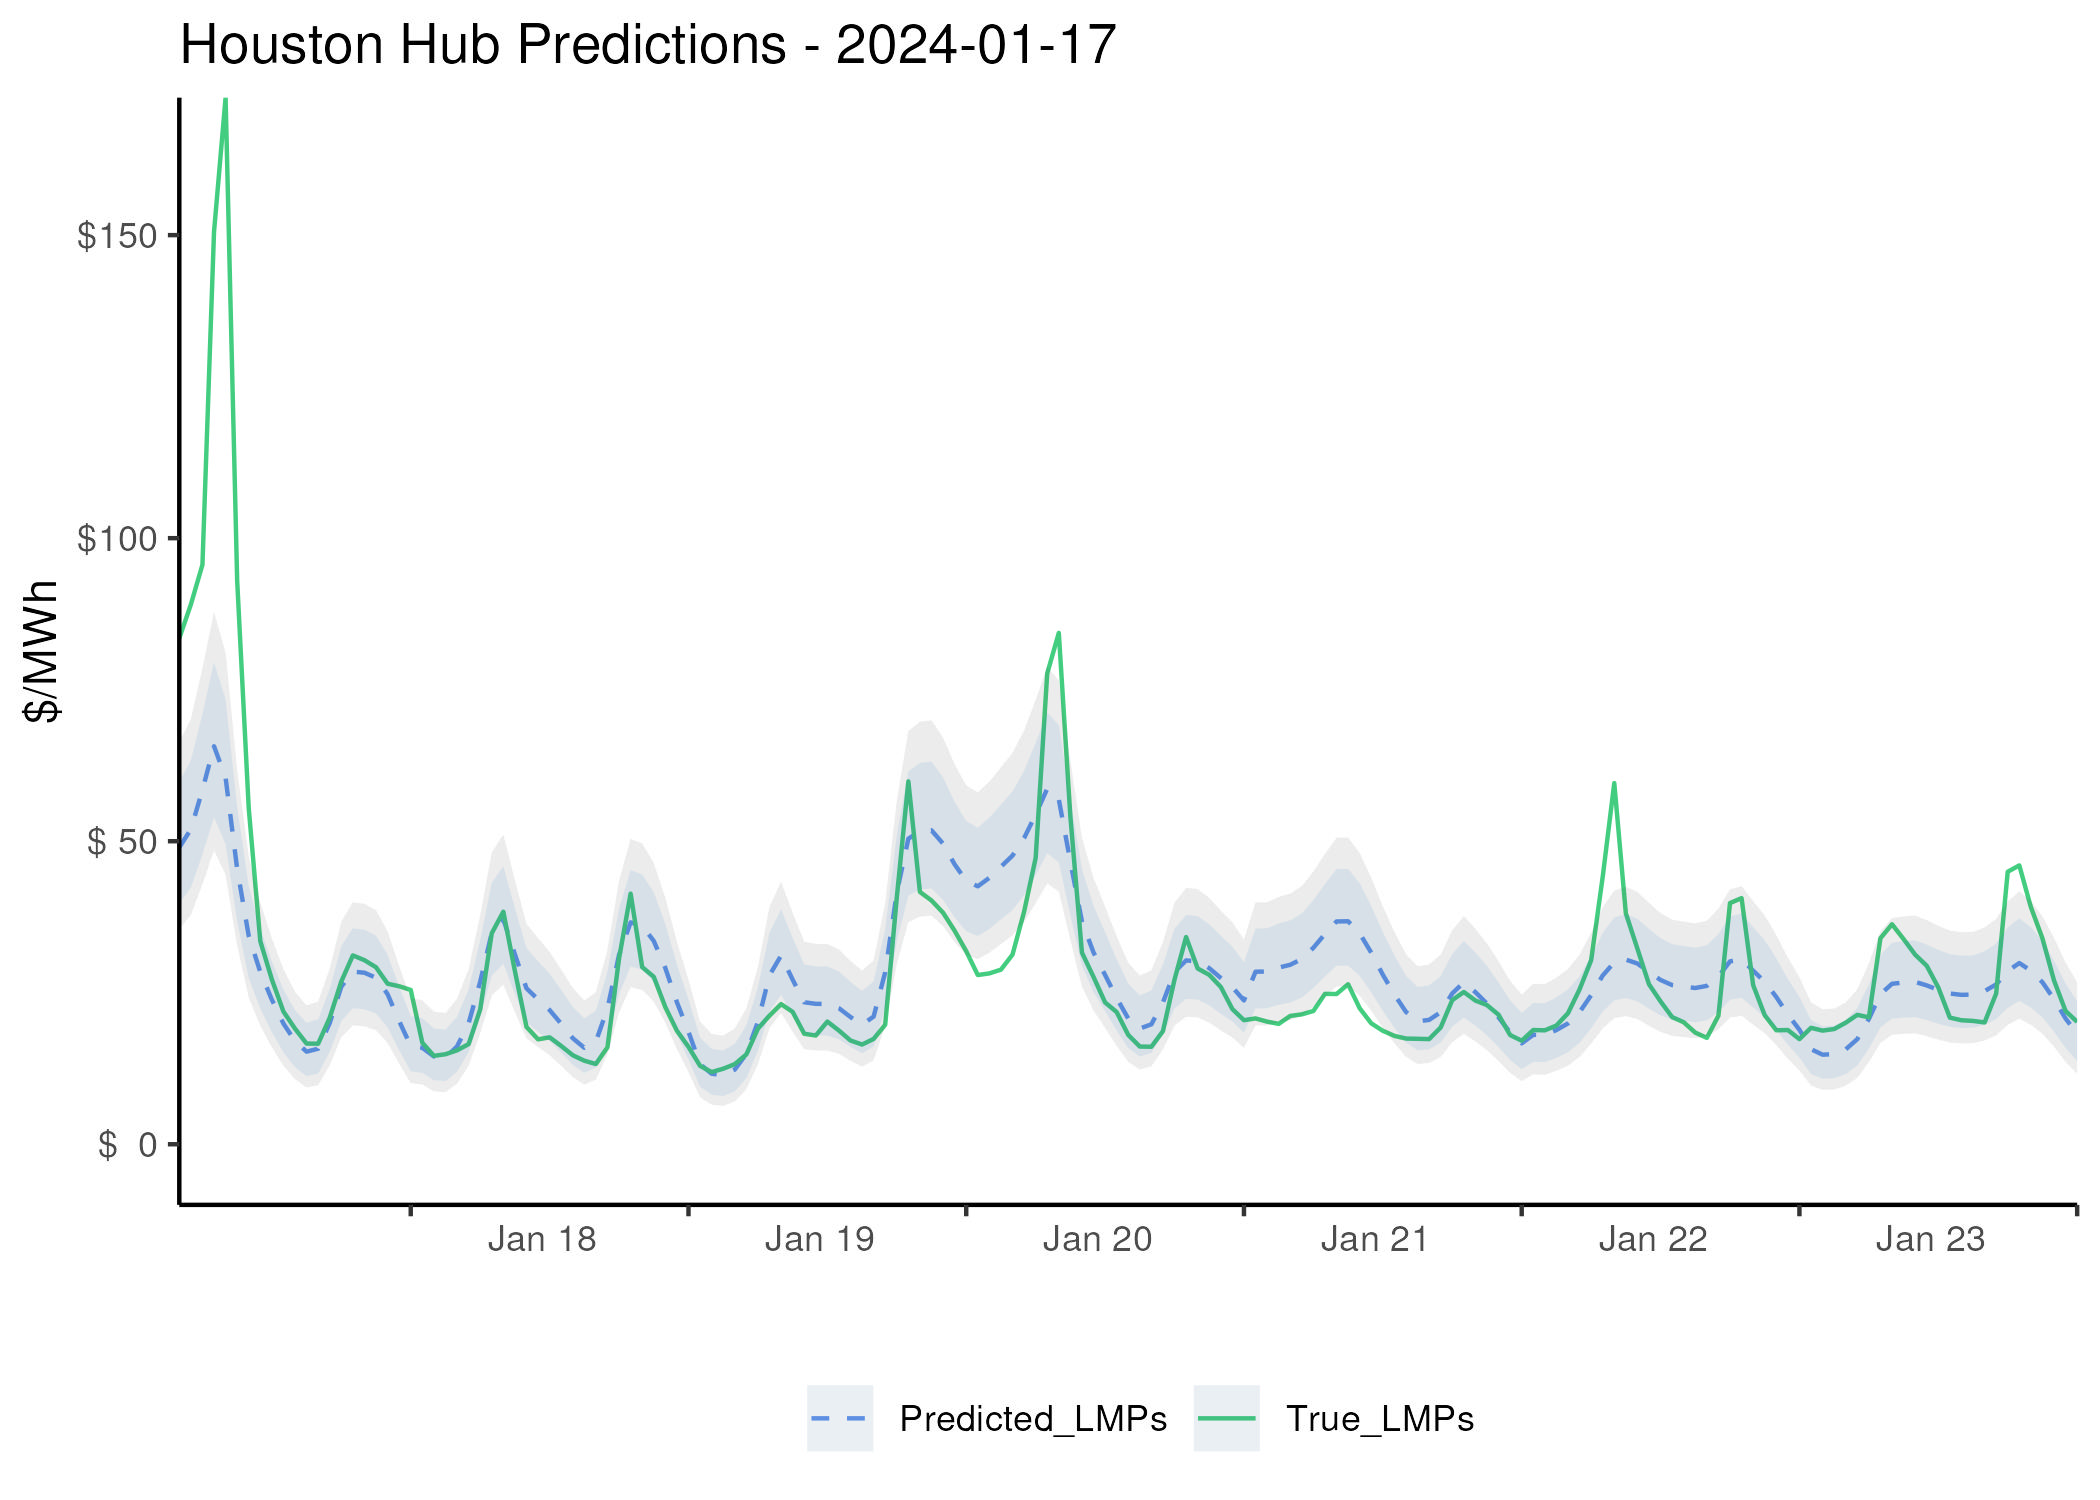 Houston Hub Predictions - 2024-01-17
$/MWh
$150
$100
$ 50
$  0
Jan 18
Jan 19
Jan 20
Jan 21
Jan 22
Jan 23
Predicted_LMPs
True_LMPs